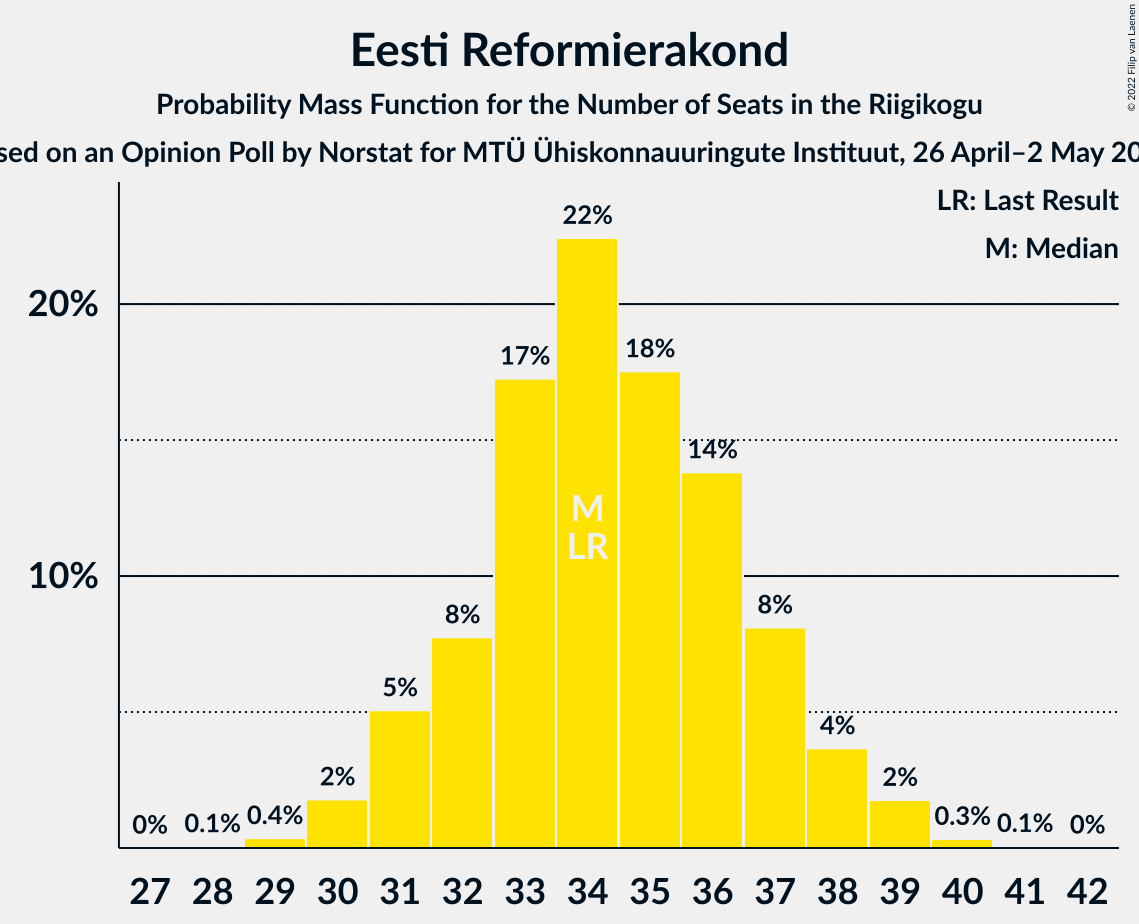 Eesti Reformierakond
Probability Mass Function for the Number of Seats in the Riigikogu
sed on an Opinion Poll by Norstat for MTÜ Ühiskonnauuringute Instituut, 26 April–2 May 20
© 2022 Filip van Laenen
LR: Last Result
M: Median
20%
10%
0%
0.1%
0.4%
2%
5%
8%
17%
22%
18%
14%
8%
4%
2%
0.3%
0.1%
0%
M
LR
27 28 29 30 31 32 33 34 35 36 37 38 39 40 41 42